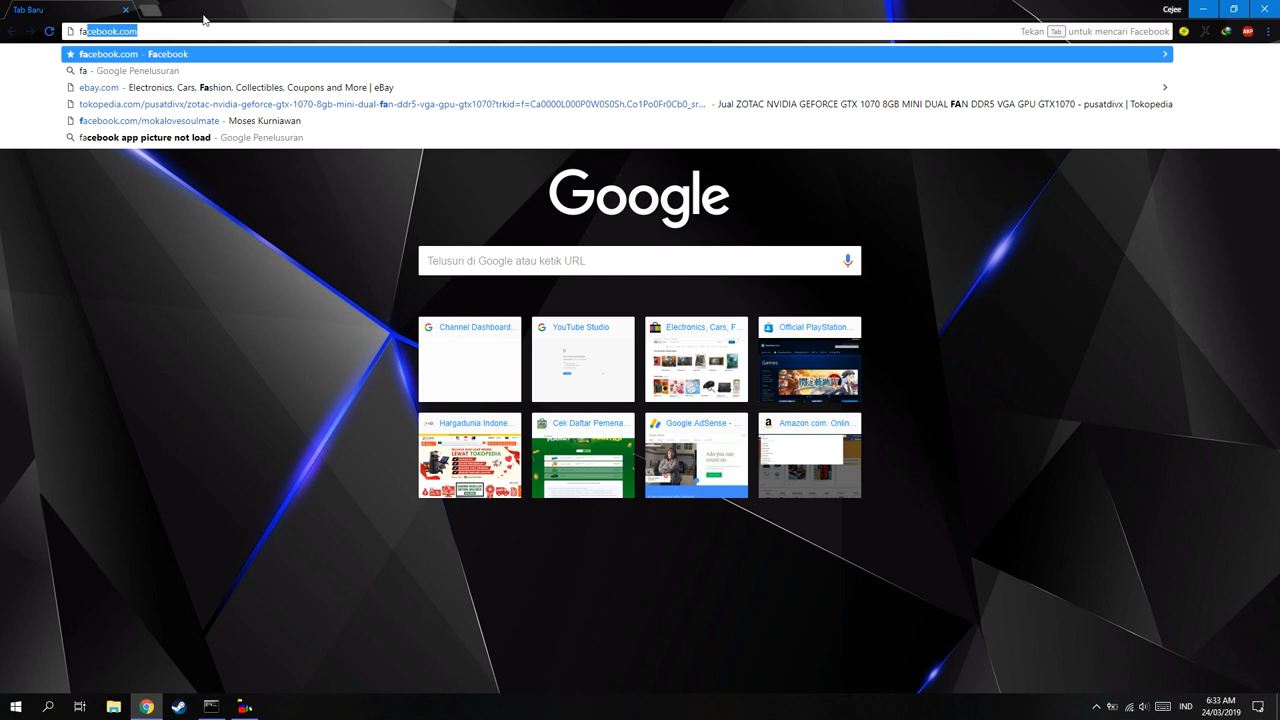 Tab Baru
Cejee
facebook.com
Tekan Tab untuk mencari Facebook
facebook.com - Facebook
fa - Google Penelusuran
ebay.com - Electronics, Cars, Fashion, Collectibles, Coupons and More | eBay
tokopedia.com/pusatdivx/zotac-nvidia-geforce-gtx-1070-8gb-mini-dual-fan-ddr5-vga-gpu-gtx1070?trkid=f=Ca0000L000P0W0S0Sh,Co1Po0Fr0Cb0_sr... - Jual ZOTAC NVIDIA GEFORCE GTX 1070 8GB MINI DUAL FAN DDR5 VGA GPU GTX1070 - pusatdivx | Tokopedia
facebook.com/mokalovesoulmate - Moses Kurniawan
facebook app picture not load - Google Penelusuran
Google
Telusuri di Google atau ketik URL
Channel Dashboard...
YouTube Studio
Electronics, Cars, F...
Official PlayStation...
Games
Hargadunia Indone...
Cek Daftar Pemena...
Google AdSense - ...
Amazon.com: Onlin...
LEWAT TOKOPEDIA
ABP
IND
6:33 AM
24/03/2019